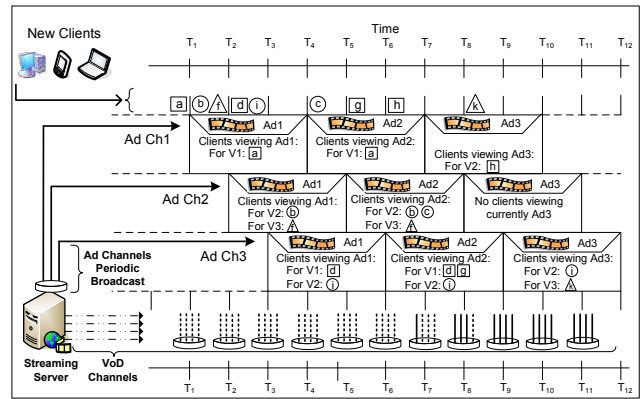 Time
New Clients
T1 T2 T3 T4 T5 T6 T7 T8 T9 T10 T11 T12
a b f d i c g h k
Ad Ch1
Ad1 Ad2 Ad3
Clients viewing Ad1:
For V1: a
Clients viewing Ad2:
For V1: a
Clients viewing Ad3:
For V2: h
Ad Ch2
Ad1 Ad2 Ad3
Clients viewing Ad1:
For V2: b
For V3: f
Clients viewing Ad2:
For V2: b c
For V3: f
No clients viewing
currently Ad3
Ad Ch3
Ad1 Ad2 Ad3
Clients viewing Ad1:
For V1: d
For V2: i
Clients viewing Ad2:
For V1: d g
For V2: i
Clients viewing Ad3:
For V2: i
For V3: k
Ad Channels
Periodic
Broadcast
Streaming
Server
VoD
Channels
T1 T2 T3 T4 T5 T6 T7 T8 T9 T10 T11 T12